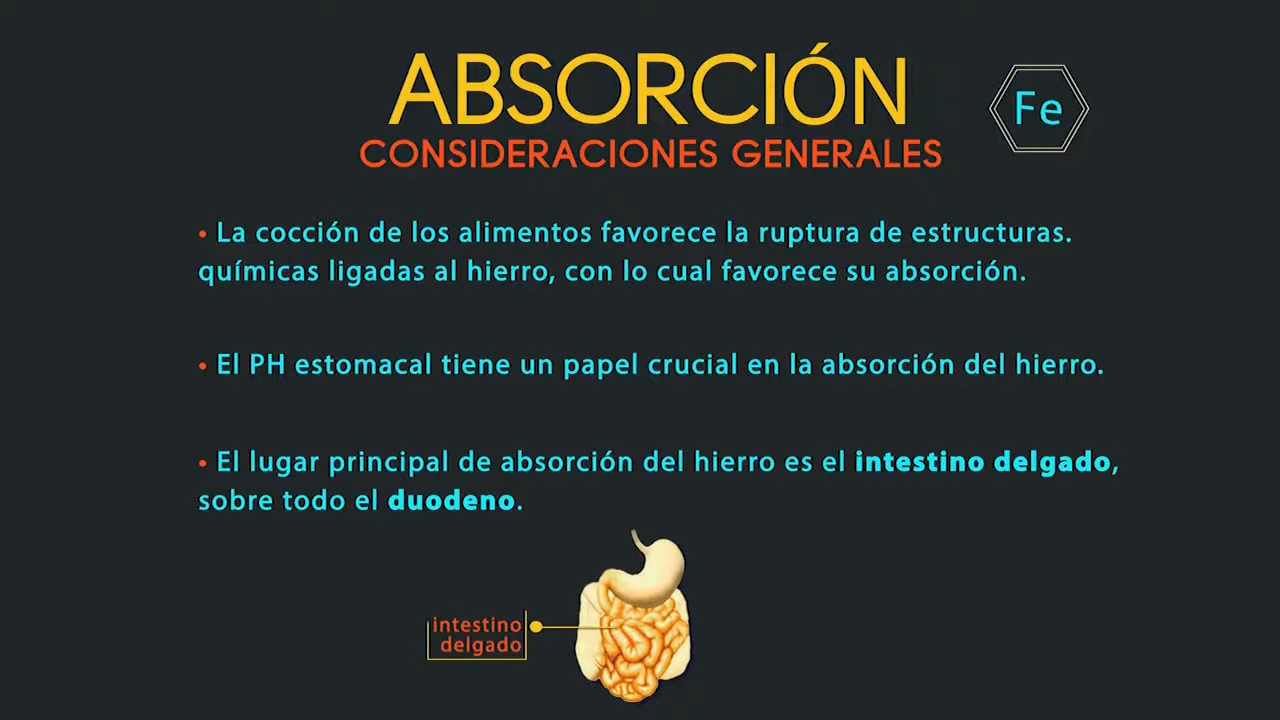 ABSORCIÓN
Fe
CONSIDERACIONES GENERALES
• La cocción de los alimentos favorece la ruptura de estructuras.
químicas ligadas al hierro, con lo cual favorece su absorción.
• El PH estomacal tiene un papel crucial en la absorción del hierro.
• El lugar principal de absorción del hierro es el intestino delgado,
sobre todo el duodeno.
intestino
delgado